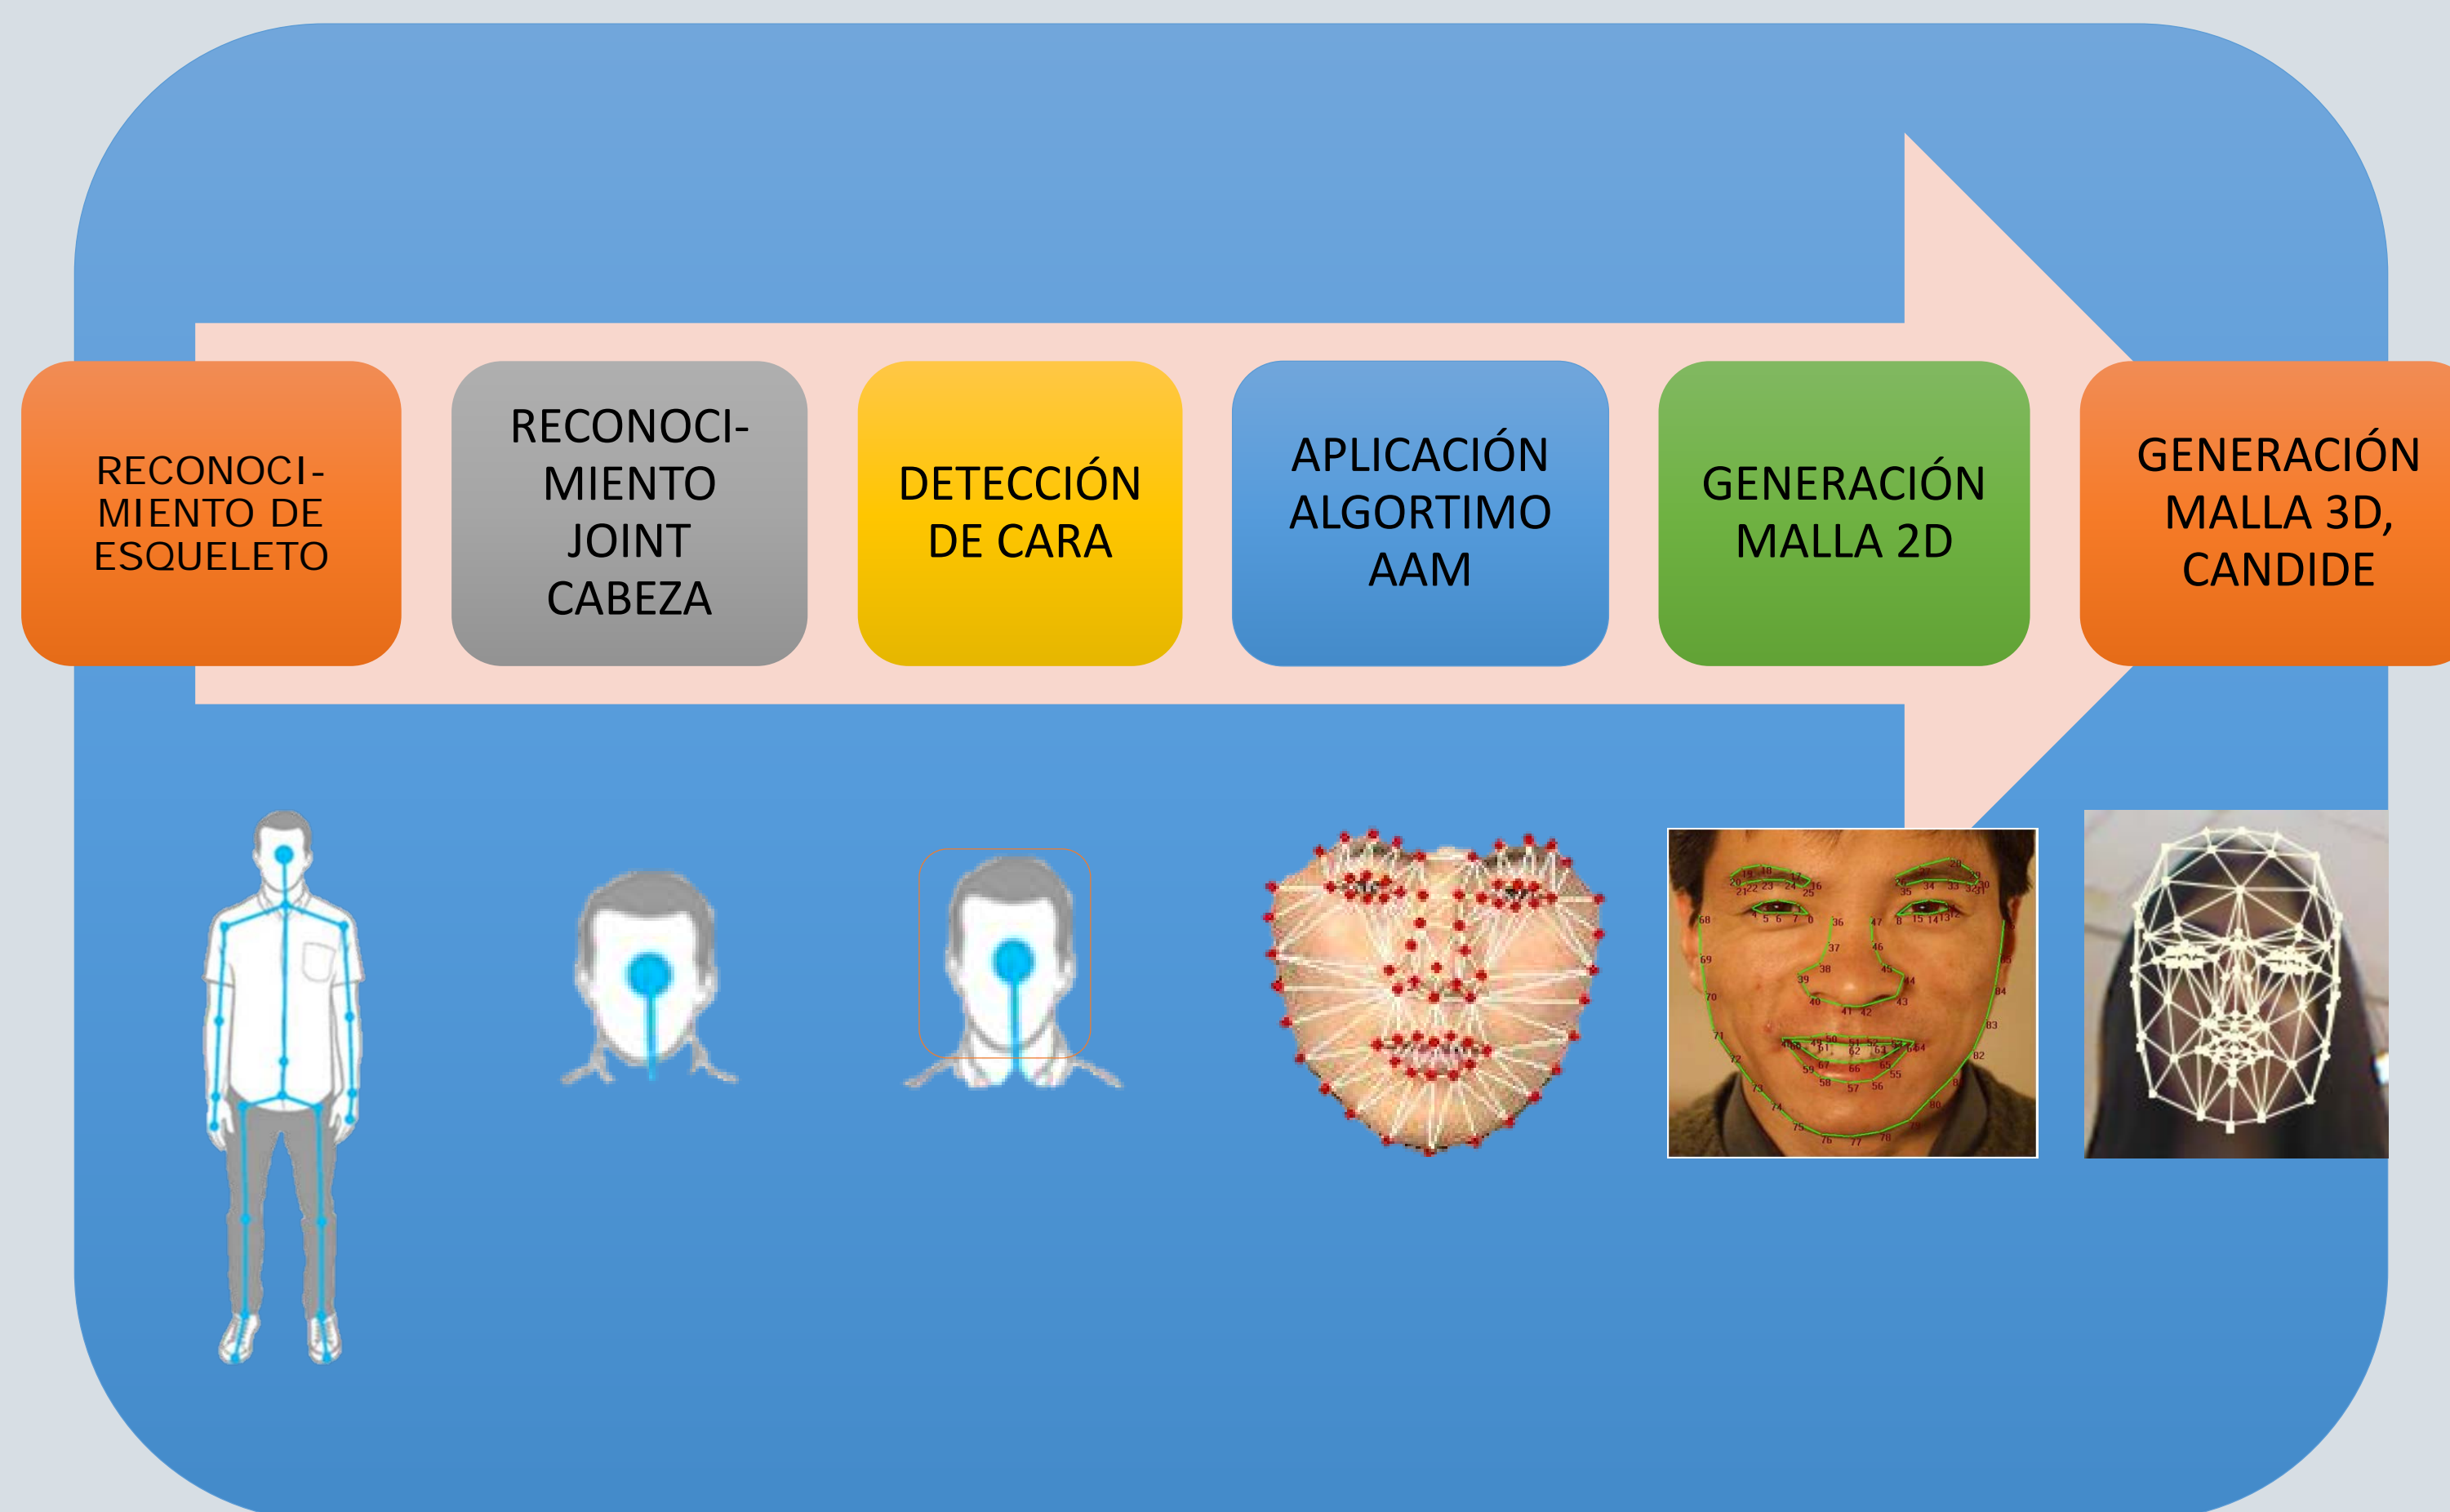 RECONOCI-
MIENTO DE
ESQUELETO
RECONOCI-
MIENTO
JOINT
CABEZA
DETECCIÓN
DE CARA
APLICACIÓN
ALGORTIMO
AAM
GENERACIÓN
MALLA 2D
GENERACIÓN
MALLA 3D,
CANDIDE